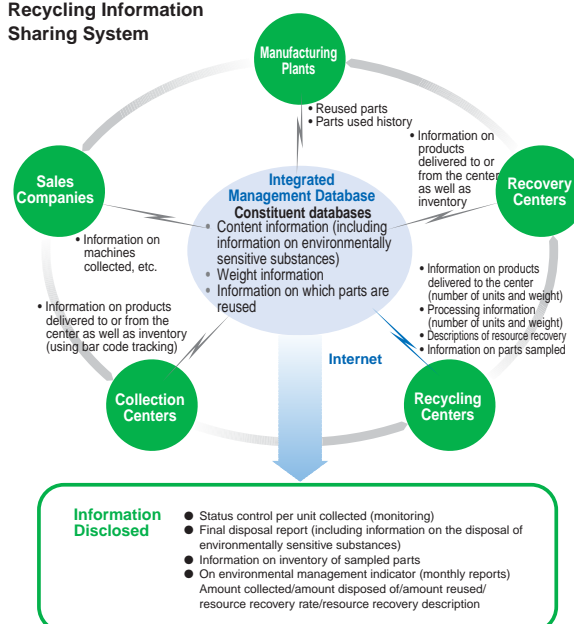 Recycling Information
Sharing System
Manufacturing
Plants
• Reused parts
• Parts used history
• Information on
products
delivered to or
from the center
as well as
inventory
Sales
Companies
Recovery
Centers
Integrated
Management Database
Constituent databases
• Content information (including
information on environmentally
sensitive substances)
• Weight information
• Information on which parts are
reused
• Information on
machines
collected, etc.
• Information on products
delivered to or from the
center as well as inventory
(using bar code tracking)
• Information on products
delivered to the center
(number of units and weight)
• Processing information
(number of units and weight)
• Descriptions of resource recovery
• Information on parts sampled
Internet
Collection
Centers
Recycling
Centers
Information
Disclosed
● Status control per unit collected (monitoring)
● Final disposal report (including information on the disposal of
environmentally sensitive substances)
● Information on inventory of sampled parts
● On environmental management indicator (monthly reports)
Amount collected/amount disposed of/amount reused/
resource recovery rate/resource recovery description